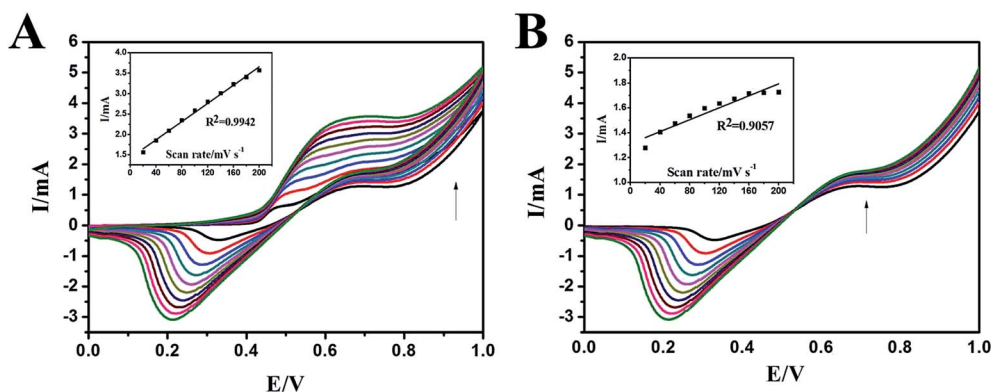 A
6
5
4
3
2
1
0
-1
-2
-3
I/mA
0.0 0.2 0.4 0.6 0.8 1.0
E/V
4.0
3.5
3.0
2.5
2.0
1.5
I/mA
R²=0.9942
0 40 80 120 160 200
Scan rate/mV s⁻¹
B
6
5
4
3
2
1
0
-1
-2
-3
I/mA
0.0 0.2 0.4 0.6 0.8 1.0
E/V
2.0
1.8
1.6
1.4
1.2
1.0
I/mA
R²=0.9057
Scan rate/mV s⁻¹
0 40 80 120 160 200